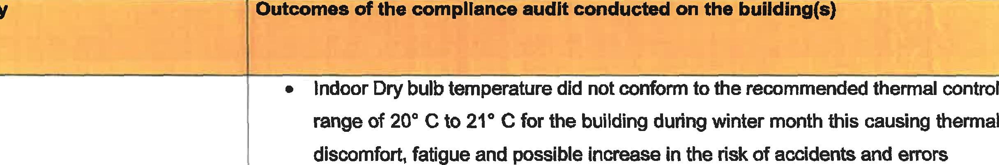 y
Outcomes of the compliance audit conducted on the building(s)
• Indoor Dry bulb temperature did not conform to the recommended thermal control
range of 20° C to 21° C for the building during winter month this causing thermal
discomfort, fatigue and possible increase in the risk of accidents and errors